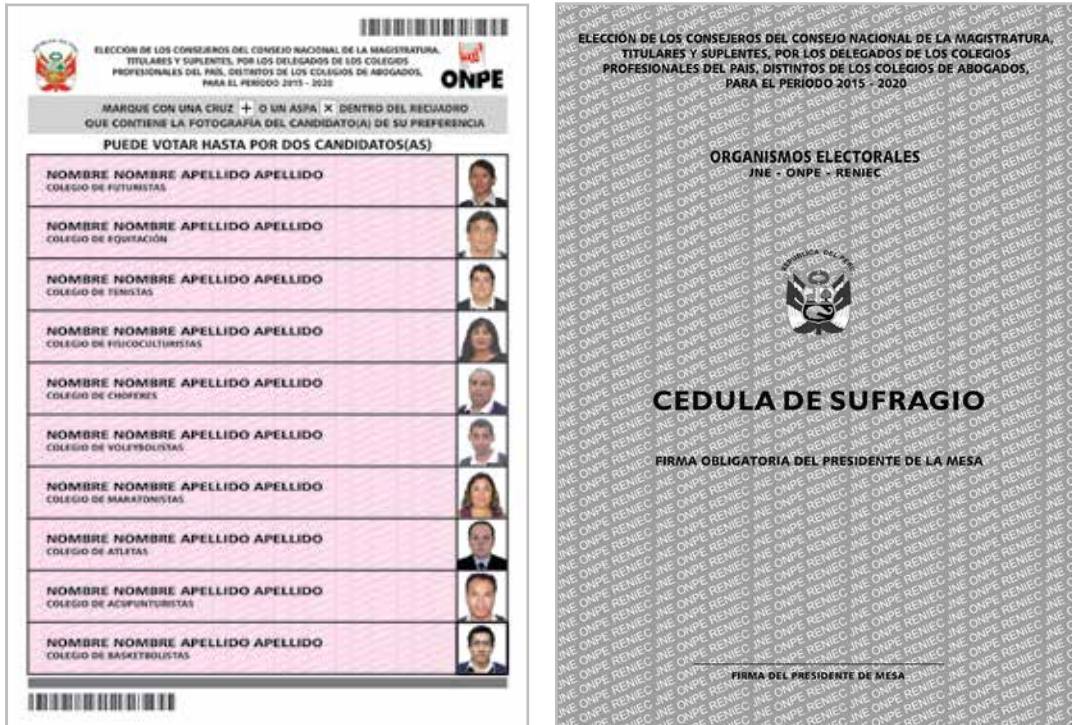 ELECCIÓN DE LOS CONSEJEROS DEL CONSEJO NACIONAL DE LA MAGISTRATURA,
TITULARES Y SUPLENTES, POR LOS DELEGADOS DE LOS COLEGIOS
PROFESIONALES DEL PAÍS, DISTINTOS DE LOS COLEGIOS DE ABOGADOS,
PARA EL PERÍODO 2015 - 2020
ONPE
MARQUE CON UNA CRUZ + O UN ASPA X DENTRO DEL RECUADRO
QUE CONTIENE LA FOTOGRAFÍA DEL CANDIDATO(A) DE SU PREFERENCIA
PUEDE VOTAR HASTA POR DOS CANDIDATOS(AS)
NOMBRE NOMBRE APELLIDO APELLIDO
COLEGIO DE FUTURISTAS
NOMBRE NOMBRE APELLIDO APELLIDO
COLEGIO DE EQUITACIÓN
NOMBRE NOMBRE APELLIDO APELLIDO
COLEGIO DE TENISTAS
NOMBRE NOMBRE APELLIDO APELLIDO
COLEGIO DE FISICOCULTURISTAS
NOMBRE NOMBRE APELLIDO APELLIDO
COLEGIO DE CHOFERES
NOMBRE NOMBRE APELLIDO APELLIDO
COLEGIO DE VOLEYBOLISTAS
NOMBRE NOMBRE APELLIDO APELLIDO
COLEGIO DE MARATONISTAS
NOMBRE NOMBRE APELLIDO APELLIDO
COLEGIO DE ATLETAS
NOMBRE NOMBRE APELLIDO APELLIDO
COLEGIO DE ACUPUNTURISTAS
NOMBRE NOMBRE APELLIDO APELLIDO
COLEGIO DE BASKETBOLISTAS
ELECCIÓN DE LOS CONSEJEROS DEL CONSEJO NACIONAL DE LA MAGISTRATURA,
TITULARES Y SUPLENTES, POR LOS DELEGADOS DE LOS COLEGIOS
PROFESIONALES DEL PAIS, DISTINTOS DE LOS COLEGIOS DE ABOGADOS,
PARA EL PERÍODO 2015 - 2020
ORGANISMOS ELECTORALES
JNE - ONPE - RENIEC
REPUBLICA DEL PERU
CEDULA DE SUFRAGIO
FIRMA OBLIGATORIA DEL PRESIDENTE DE LA MESA
FIRMA DEL PRESIDENTE DE MESA
JNE ONPE RENIEC